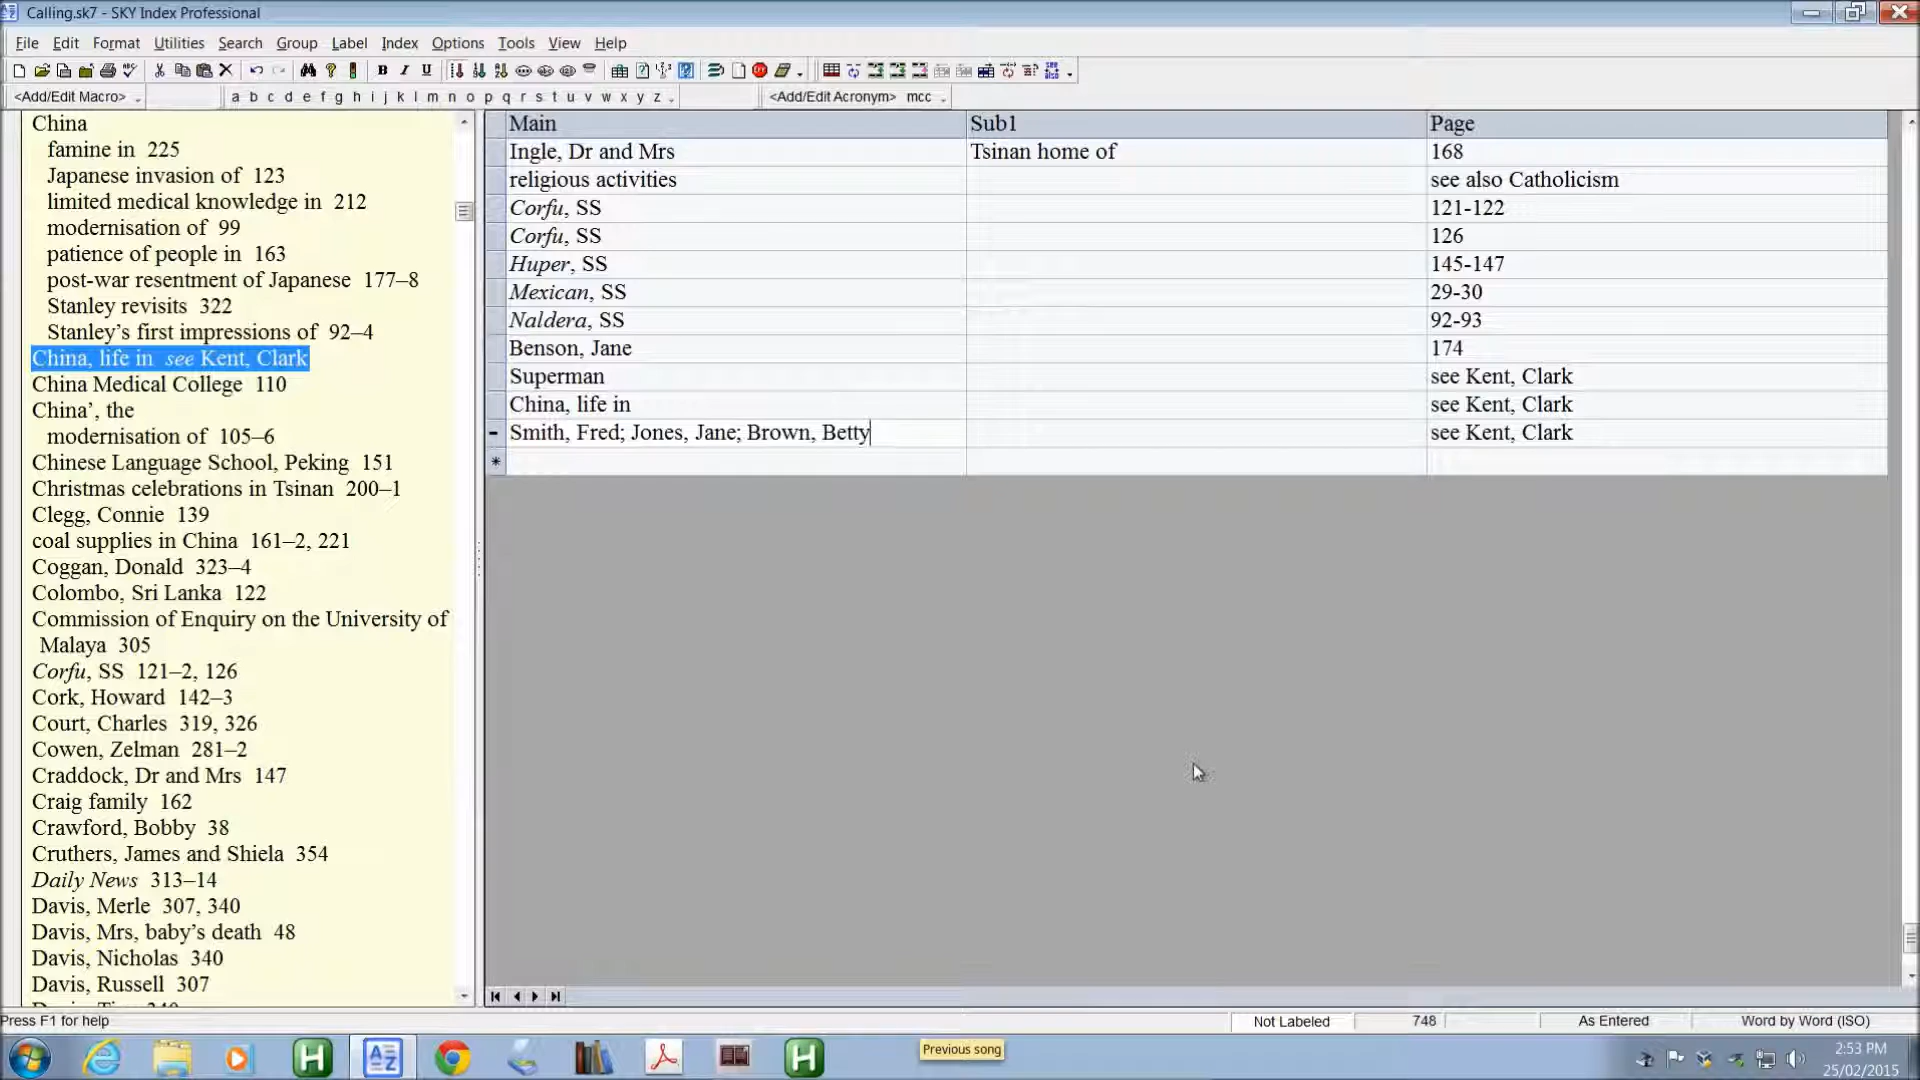 Calling.sk7 - SKY Index Professional
File Edit Format Utilities Search Group Label Index Options Tools View Help
<Add/Edit Macro> a b c d e f g h i j k l m n o p q r s t u v w x y z <Add/Edit Acronym> mcc
China
famine in 225
Japanese invasion of 123
limited medical knowledge in 212
modernisation of 99
patience of people in 163
post-war resentment of Japanese 177–8
Stanley revisits 322
Stanley’s first impressions of 92–4
China, life in see Kent, Clark
China Medical College 110
China’, the
modernisation of 105–6
Chinese Language School, Peking 151
Christmas celebrations in Tsinan 200–1
Clegg, Connie 139
coal supplies in China 161–2, 221
Coggan, Donald 323–4
Colombo, Sri Lanka 122
Commission of Enquiry on the University of
Malaya 305
Corfu, SS 121–2, 126
Cork, Howard 142–3
Court, Charles 319, 326
Cowen, Zelman 281–2
Craddock, Dr and Mrs 147
Craig family 162
Crawford, Bobby 38
Cruthers, James and Shiela 354
Daily News 313–14
Davis, Merle 307, 340
Davis, Mrs, baby’s death 48
Davis, Nicholas 340
Davis, Russell 307
Main Sub1 Page
Ingle, Dr and Mrs Tsinan home of 168
religious activities see also Catholicism
Corfu, SS 121-122
Corfu, SS 126
Huper, SS 145-147
Mexican, SS 29-30
Naldera, SS 92-93
Benson, Jane 174
Superman see Kent, Clark
China, life in see Kent, Clark
Smith, Fred; Jones, Jane; Brown, Betty see Kent, Clark
Press F1 for help Not Labeled 748 As Entered Word by Word (ISO)
Previous song
2:53 PM
25/02/2015